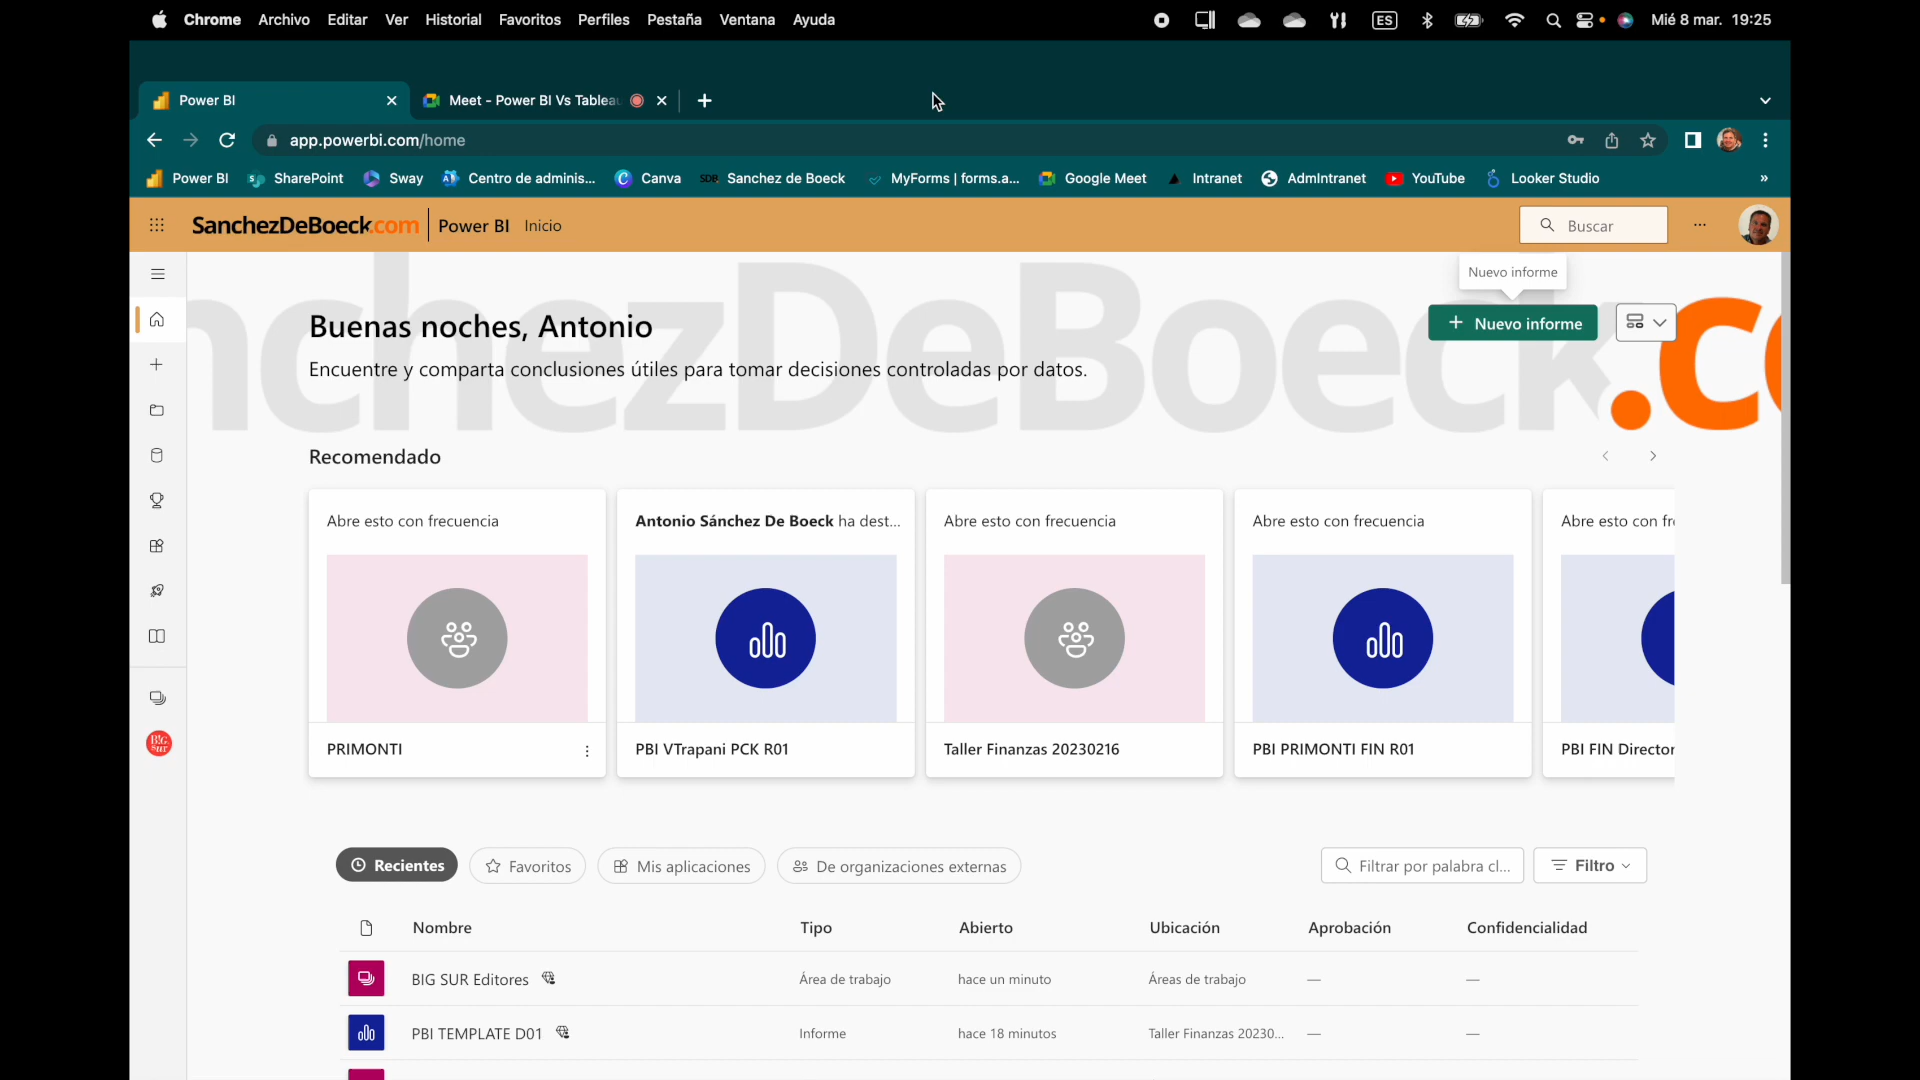 Chrome Archivo Editar Ver Historial Favoritos Perfiles Pestaña Ventana Ayuda ES Mié 8 mar. 19:25
Power BI Meet - Power BI Vs Tableau
app.powerbi.com/home
Power BI SharePoint Sway Centro de adminis... Canva SDB Sanchez de Boeck MyForms | forms.a... Google Meet Intranet AdmIntranet YouTube Looker Studio »
SanchezDeBoeck.com Power BI Inicio Buscar
Nuevo informe
nchezDeBoeck.c
Buenas noches, Antonio
+ Nuevo informe
Encuentre y comparta conclusiones útiles para tomar decisiones controladas por datos.
Recomendado
Abre esto con frecuencia Antonio Sánchez De Boeck ha dest... Abre esto con frecuencia Abre esto con frecuencia Abre esto con fre
PRIMONTI PBI VTrapani PCK R01 Taller Finanzas 20230216 PBI PRIMONTI FIN R01 PBI FIN Director
B!G sur
Recientes Favoritos Mis aplicaciones De organizaciones externas Filtrar por palabra cl... Filtro
Nombre Tipo Abierto Ubicación Aprobación Confidencialidad
BIG SUR Editores Área de trabajo hace un minuto Áreas de trabajo — —
PBI TEMPLATE D01 Informe hace 18 minutos Taller Finanzas 20230... — —